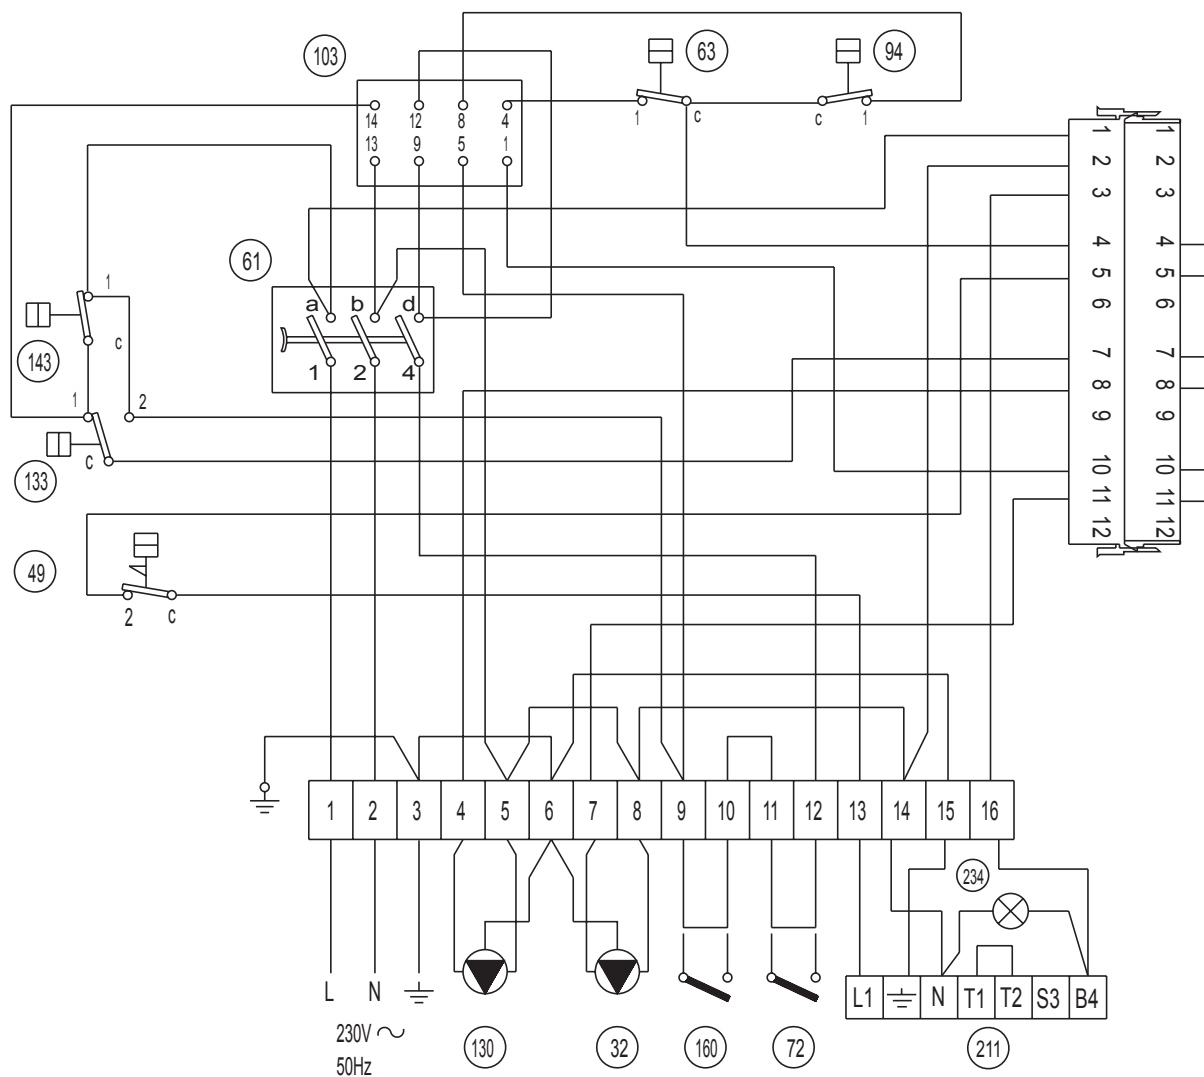 103
63
94
14 12 8 4
13 9 5 1
1 c
c 1
1 1
2 2
3 3
4 4
5 5
6 6
7 7
8 8
9 9
10 10
11 11
12 12
61
a b d
1 2 4
1
143
c
1 2
c
133
49
2 c
1 2 3 4 5 6 7 8 9 10 11 12 13 14 15 16
234
L N
L1 N T1 T2 S3 B4
230V
50Hz
130 32 160 72 211